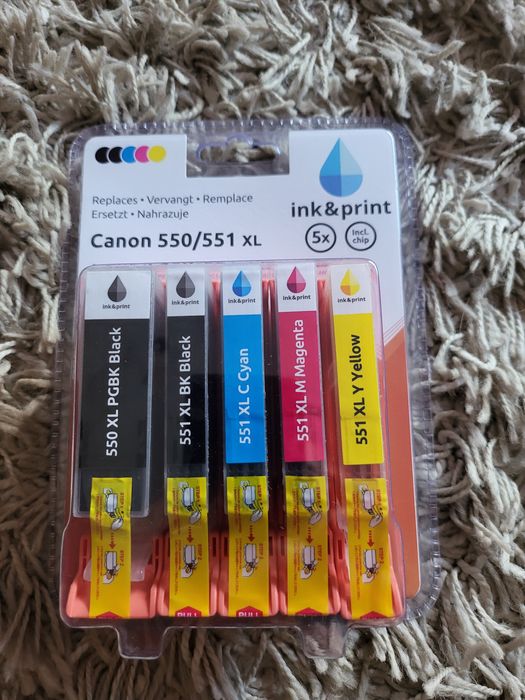 Replaces • Vervangt • Remplace
Ersetzt • Nahrazuje
Canon 550/551 XL
ink&print
5x
Incl.
chip
ink&print
550 XL PGBK Black
ink&print
551 XL BK Black
ink&print
551 XL C Cyan
ink&print
551 XL M Magenta
ink&print
551 XL Y Yellow
PULL
PULL
PULL